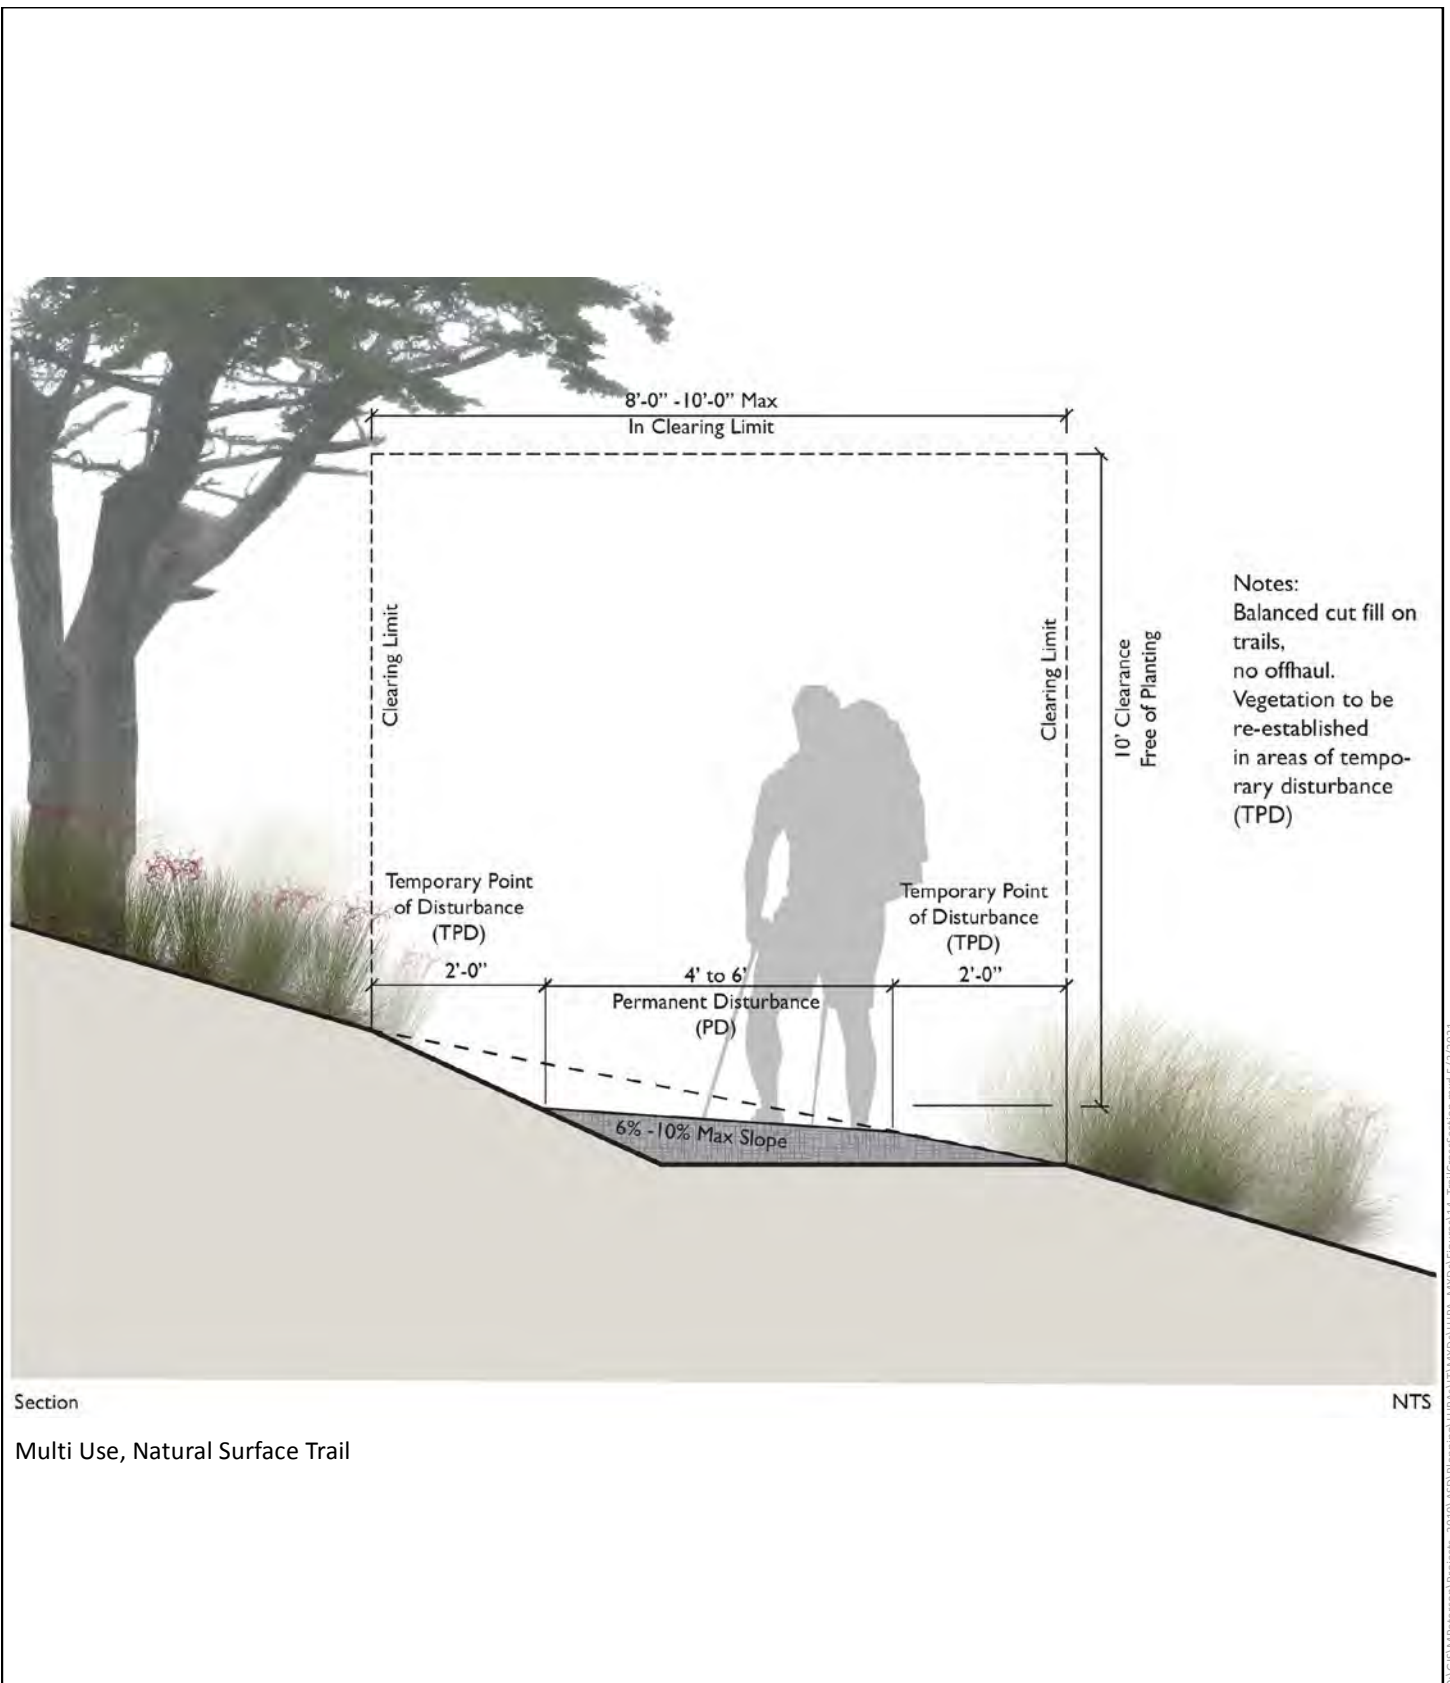 8'-0" -10'-0" Max
In Clearing Limit
Clearing Limit
Clearing Limit
10' Clearance
Free of Planting
Notes:
Balanced cut fill on
trails,
no offhaul.
Vegetation to be
re-established
in areas of tempo-
rary disturbance
(TPD)
Temporary Point
of Disturbance
(TPD)
2'-0"
4' to 6'
Permanent Disturbance
(PD)
Temporary Point
of Disturbance
(TPD)
2'-0"
6% -10% Max Slope
Section
NTS
Multi Use, Natural Surface Trail